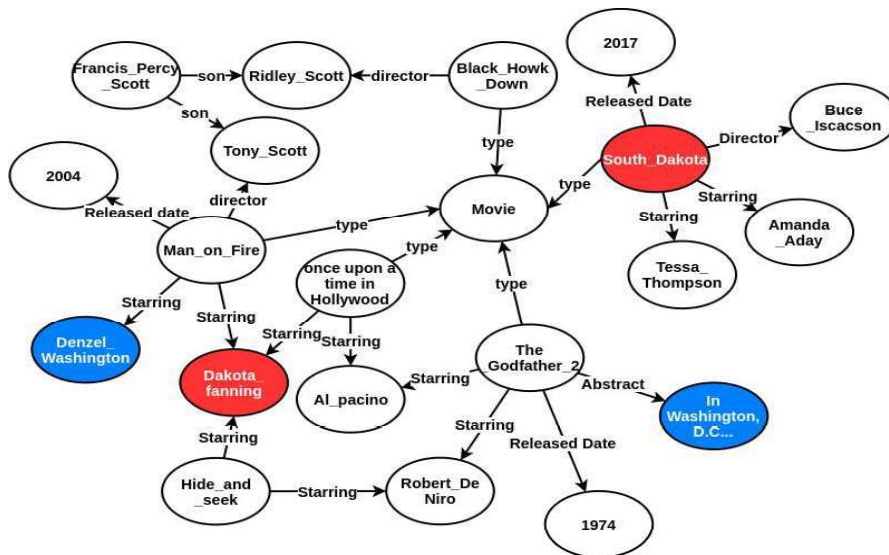 2017
Francis_Percy
_Scott
son
Ridley_Scott
director
Black_Howk
_Down
Released Date
Buce
_Iscacson
son
Director
type
Tony_Scott
South_Dakota
2004
type
Starring
director
Released date
Movie
Starring
Amanda
_Aday
type
Man_on_Fire
type
once upon a
time in
Hollywood
Tessa_
Thompson
type
Starring
Starring
Starring
Starring
Denzel_
Washington
The
_Godfather_2
Dakota_
fanning
Starring
Abstract
Al_pacino
In
Washington,
D.C...
Starring
Starring
Released Date
Hide_and
_seek
Starring
Robert_De
Niro
1974